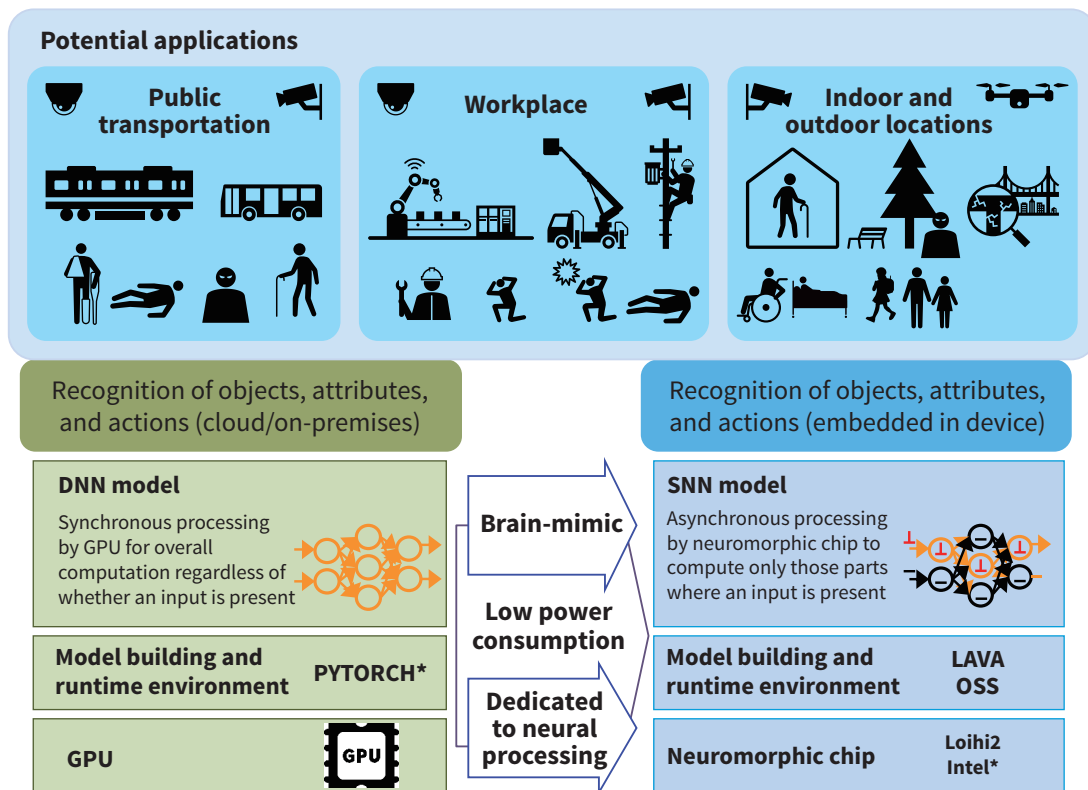 Potential applications
Public
transportation
Workplace
Indoor and
outdoor locations
Recognition of objects, attributes,
and actions (cloud/on-premises)
Recognition of objects, attributes,
and actions (embedded in device)
DNN model
Synchronous processing
by GPU for overall
computation regardless of
whether an input is present
Brain-mimic
Low power
consumption
Dedicated
to neural
processing
SNN model
Asynchronous processing
by neuromorphic chip to
compute only those parts
where an input is present
Model building and
runtime environment
PYTORCH*
Model building and
runtime environment
LAVA
OSS
GPU
GPU
Neuromorphic chip
Loihi2
Intel*